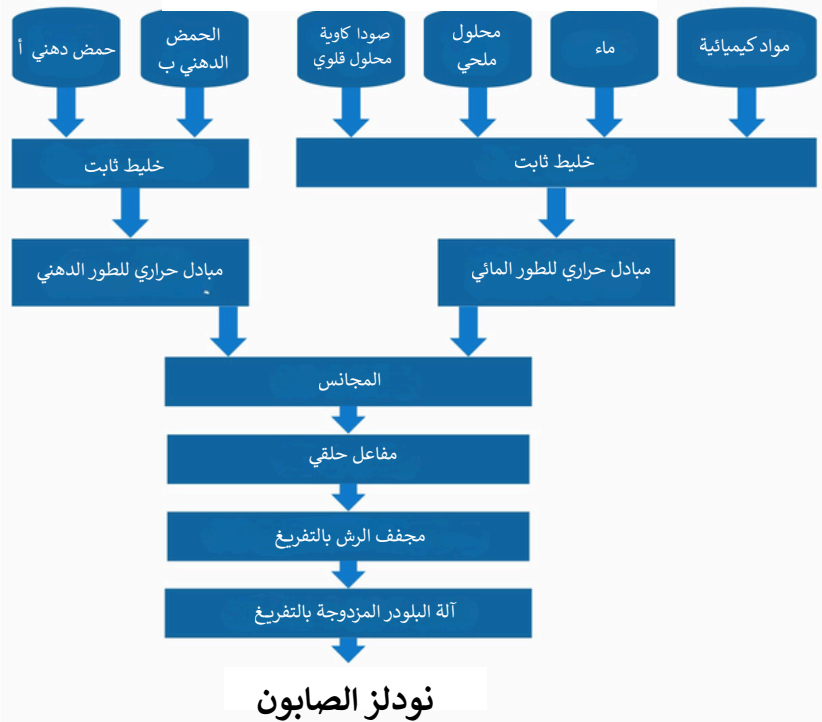 مواد كيميائية
ماء
محلول
ملحي
صودا كاوية
محلول قلوي
الحمض
الدهني ب
حمض دهني أ
خليط ثابت
خليط ثابت
مبادل حراري للطور المائي
مبادل حراري للطور الدهني
المجانس
مفاعل حلقي
مجفف الرش بالتفريغ
آلة البلودر المزدوجة بالتفريغ
نودلز الصابون